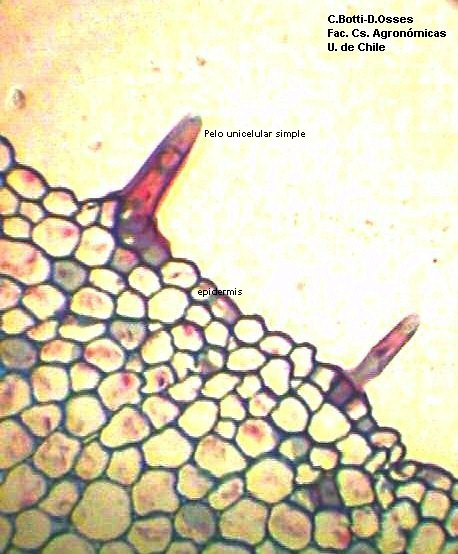 C.Botti-D.Osses
Fac. Cs. Agronómicas
U. de Chile
Pelo unicelular simple
epidermis